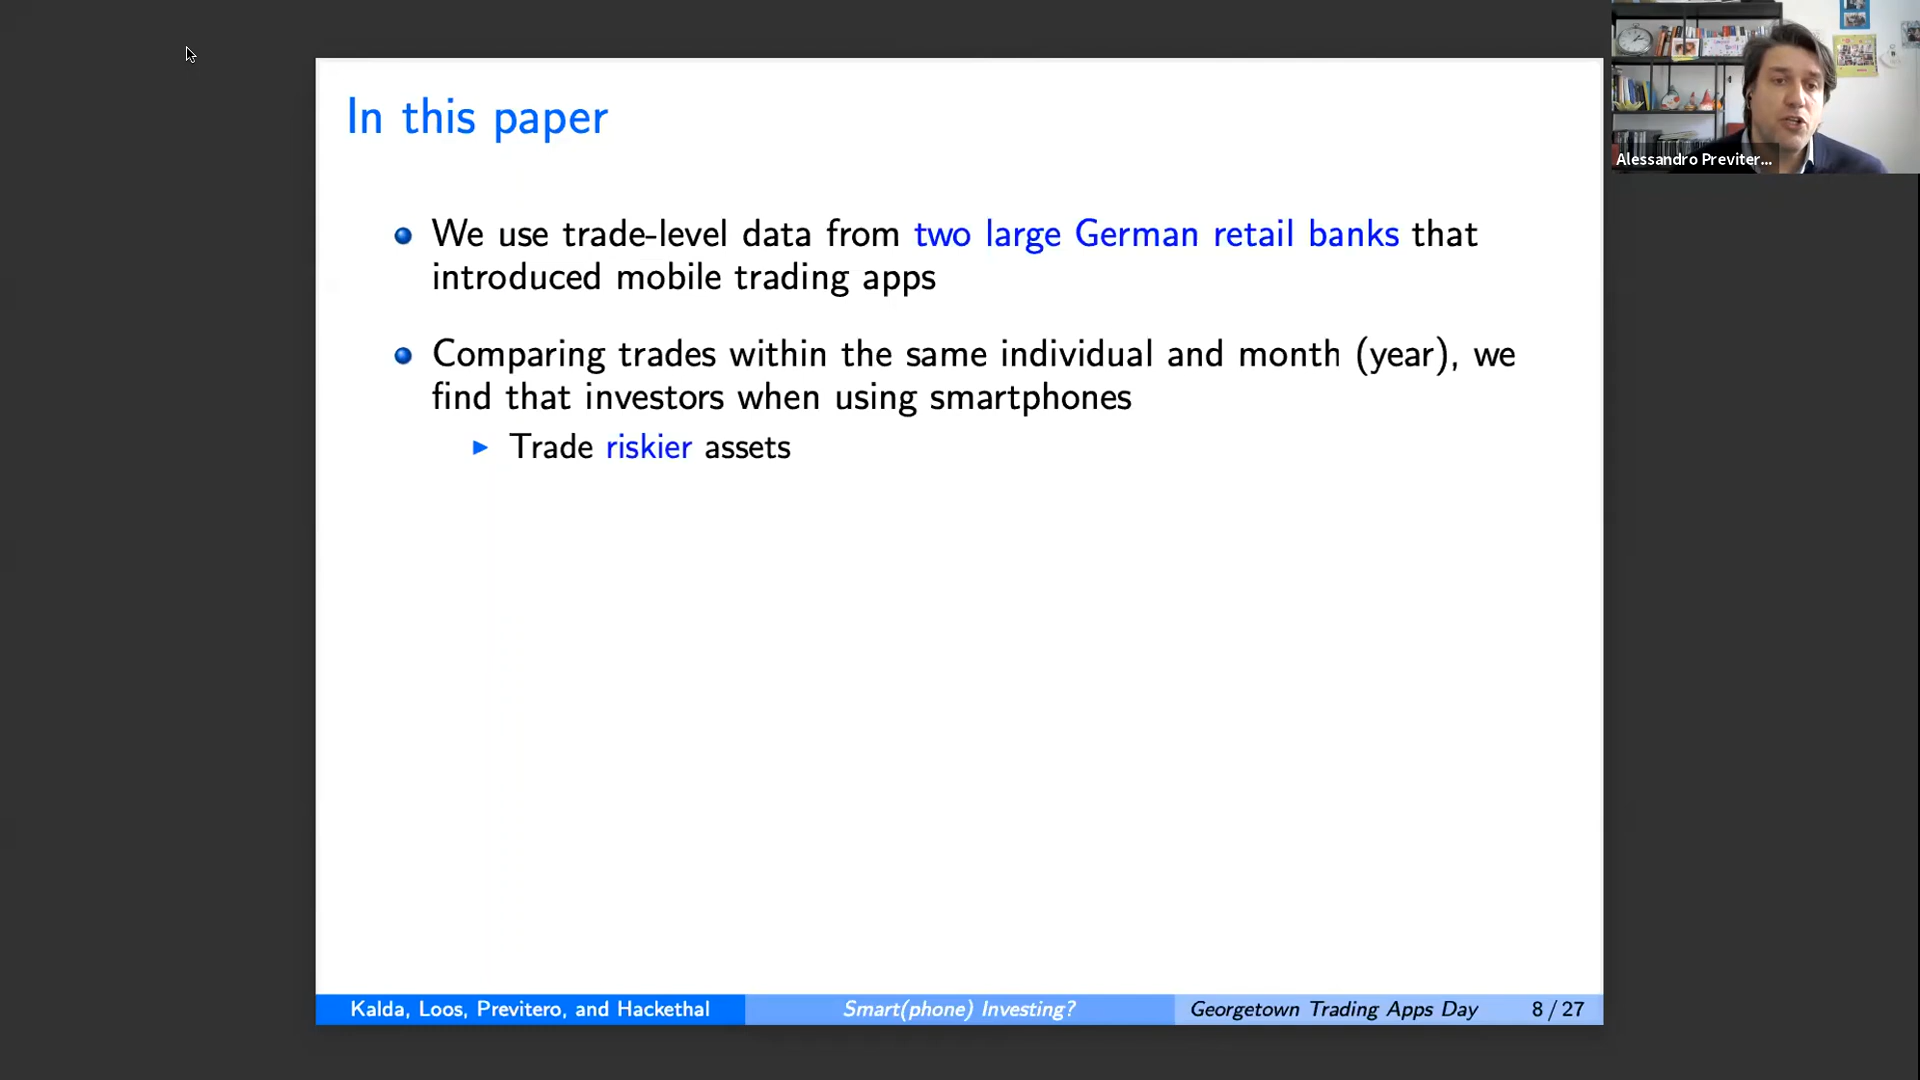 In this paper
We use trade-level data from two large German retail banks that
introduced mobile trading apps
Comparing trades within the same individual and month (year), we
find that investors when using smartphones
Trade riskier assets
Kalda, Loos, Previtero, and Hackethal
Smart(phone) Investing?
Georgetown Trading Apps Day
8 / 27
Alessandro Previter...